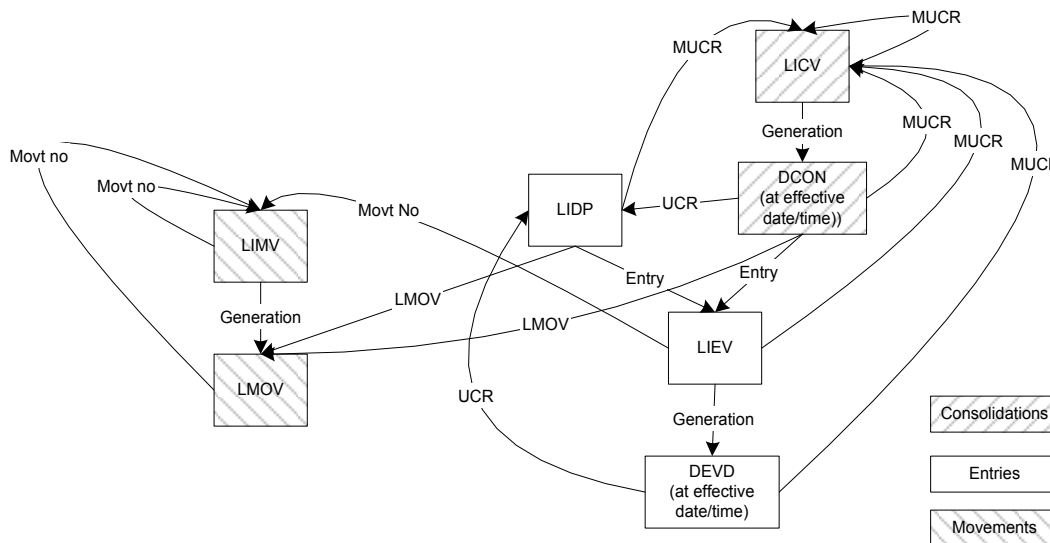 MUCR
MUCR
LICV
Generation
MUCR
MUCR
MUCR
Movt no
Movt no
DCON
(at effective
date/time))
UCR
LIDP
Movt No
LIMV
Entry
Entry
LMOV
LMOV
Generation
LIEV
LMOV
UCR
Generation
Consolidations
DEVD
(at effective
date/time)
Entries
Movements